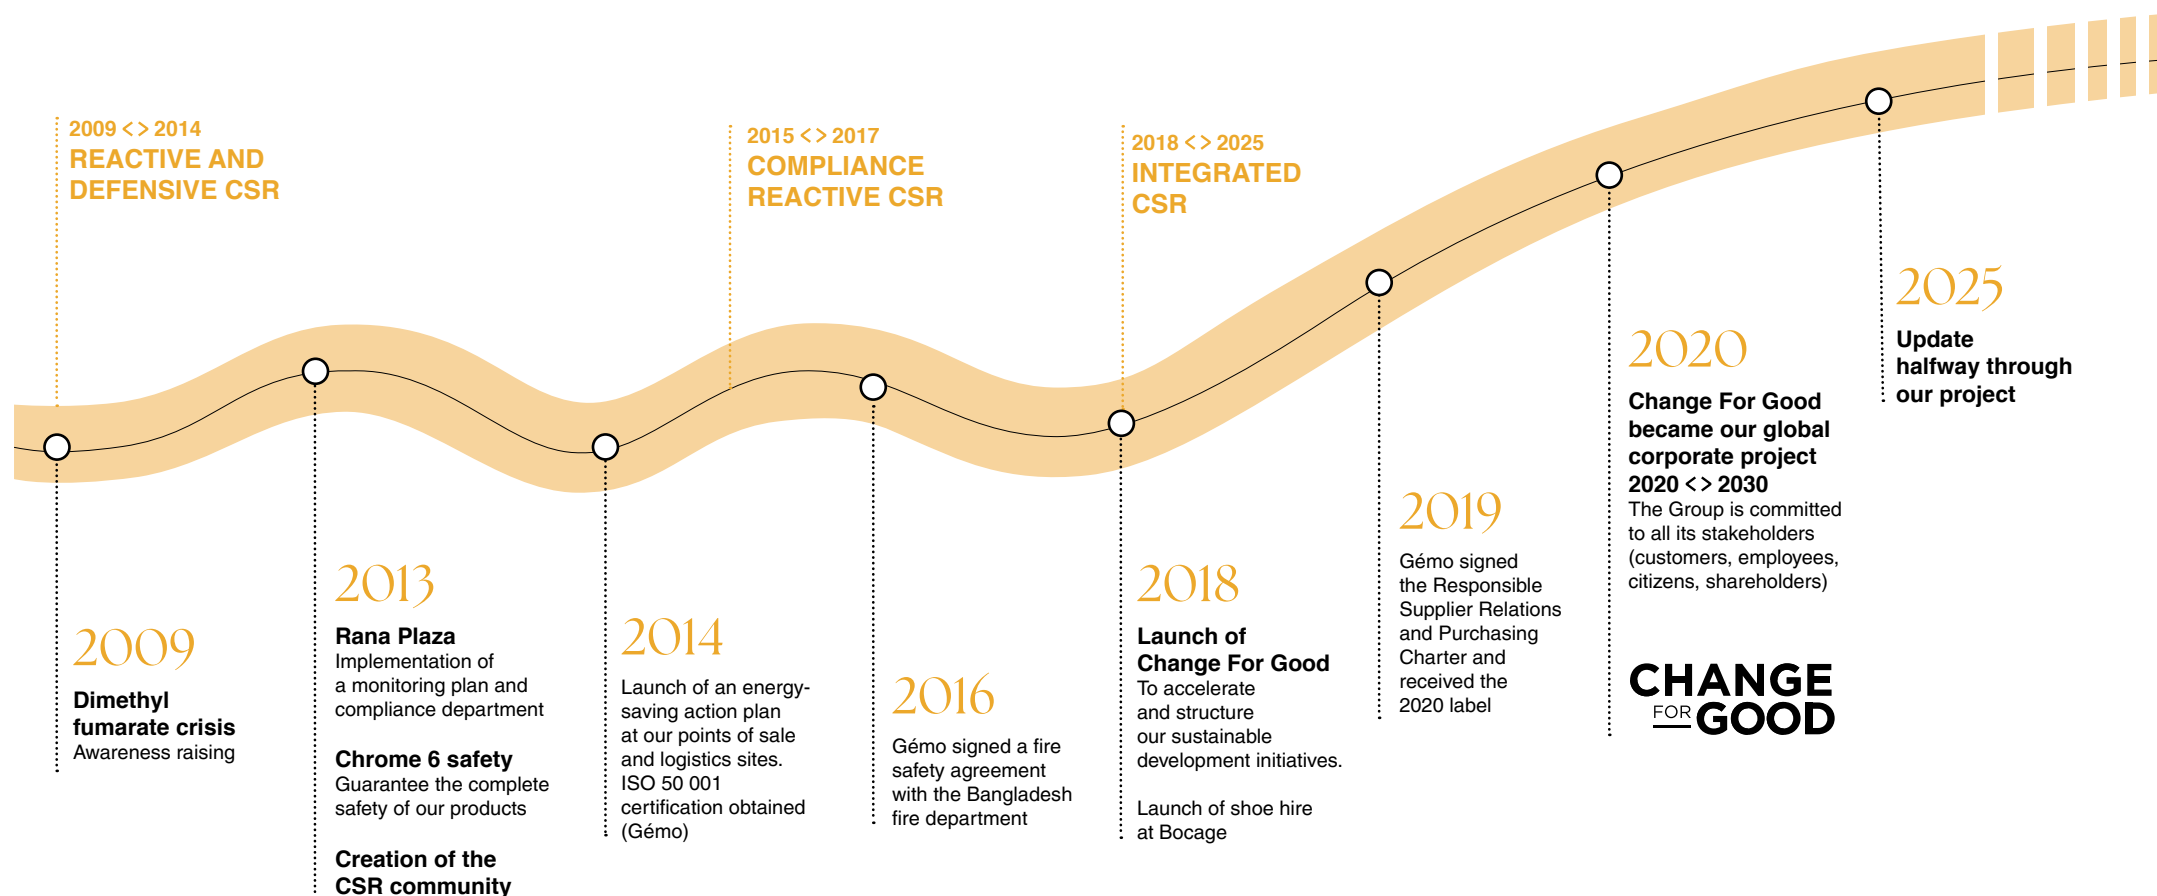 2009 <> 2014
REACTIVE AND
DEFENSIVE CSR
2015 <> 2017
COMPLIANCE
REACTIVE CSR
2018 <> 2025
INTEGRATED
CSR
2009
Dimethyl
fumarate crisis
Awareness raising
2013
Rana Plaza
Implementation of
a monitoring plan and
compliance department
Chrome 6 safety
Guarantee the complete
safety of our products
Creation of the
CSR community
2014
Launch of an energy-
saving action plan
at our points of sale
and logistics sites.
ISO 50 001
certification obtained
(Gémo)
2016
Gémo signed a fire
safety agreement
with the Bangladesh
fire department
2018
Launch of
Change For Good
To accelerate
and structure
our sustainable
development initiatives.
Launch of shoe hire
at Bocage
2019
Gémo signed
the Responsible
Supplier Relations
and Purchasing
Charter and
received the
2020 label
2020
Change For Good
became our global
corporate project
2020 <> 2030
The Group is committed
to all its stakeholders
(customers, employees,
citizens, shareholders)
CHANGE
FOR GOOD
2025
Update
halfway through
our project